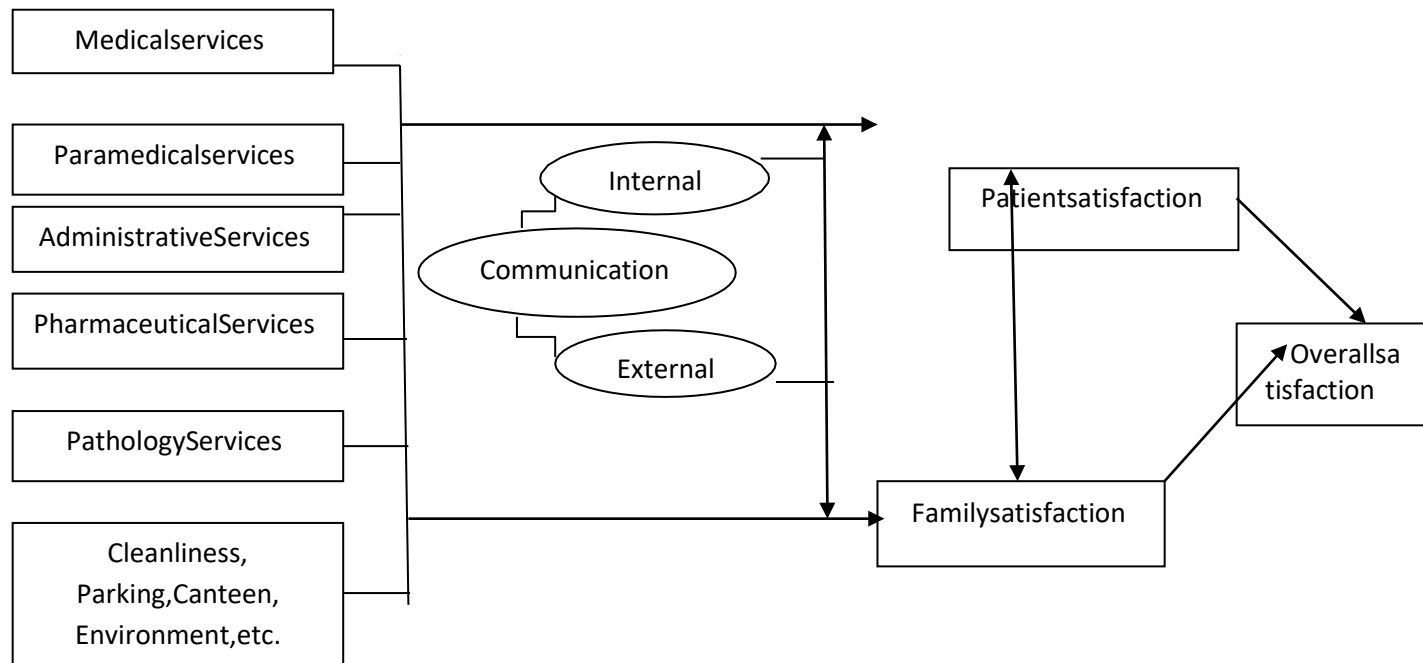 Medicalservices
Paramedicalservices
AdministrativeServices
PharmaceuticalServices
PathologyServices
Cleanliness,
Parking,Canteen,
Environment,etc.
Internal
Communication
External
Patientsatisfaction
Familysatisfaction
Overallsa
tisfaction